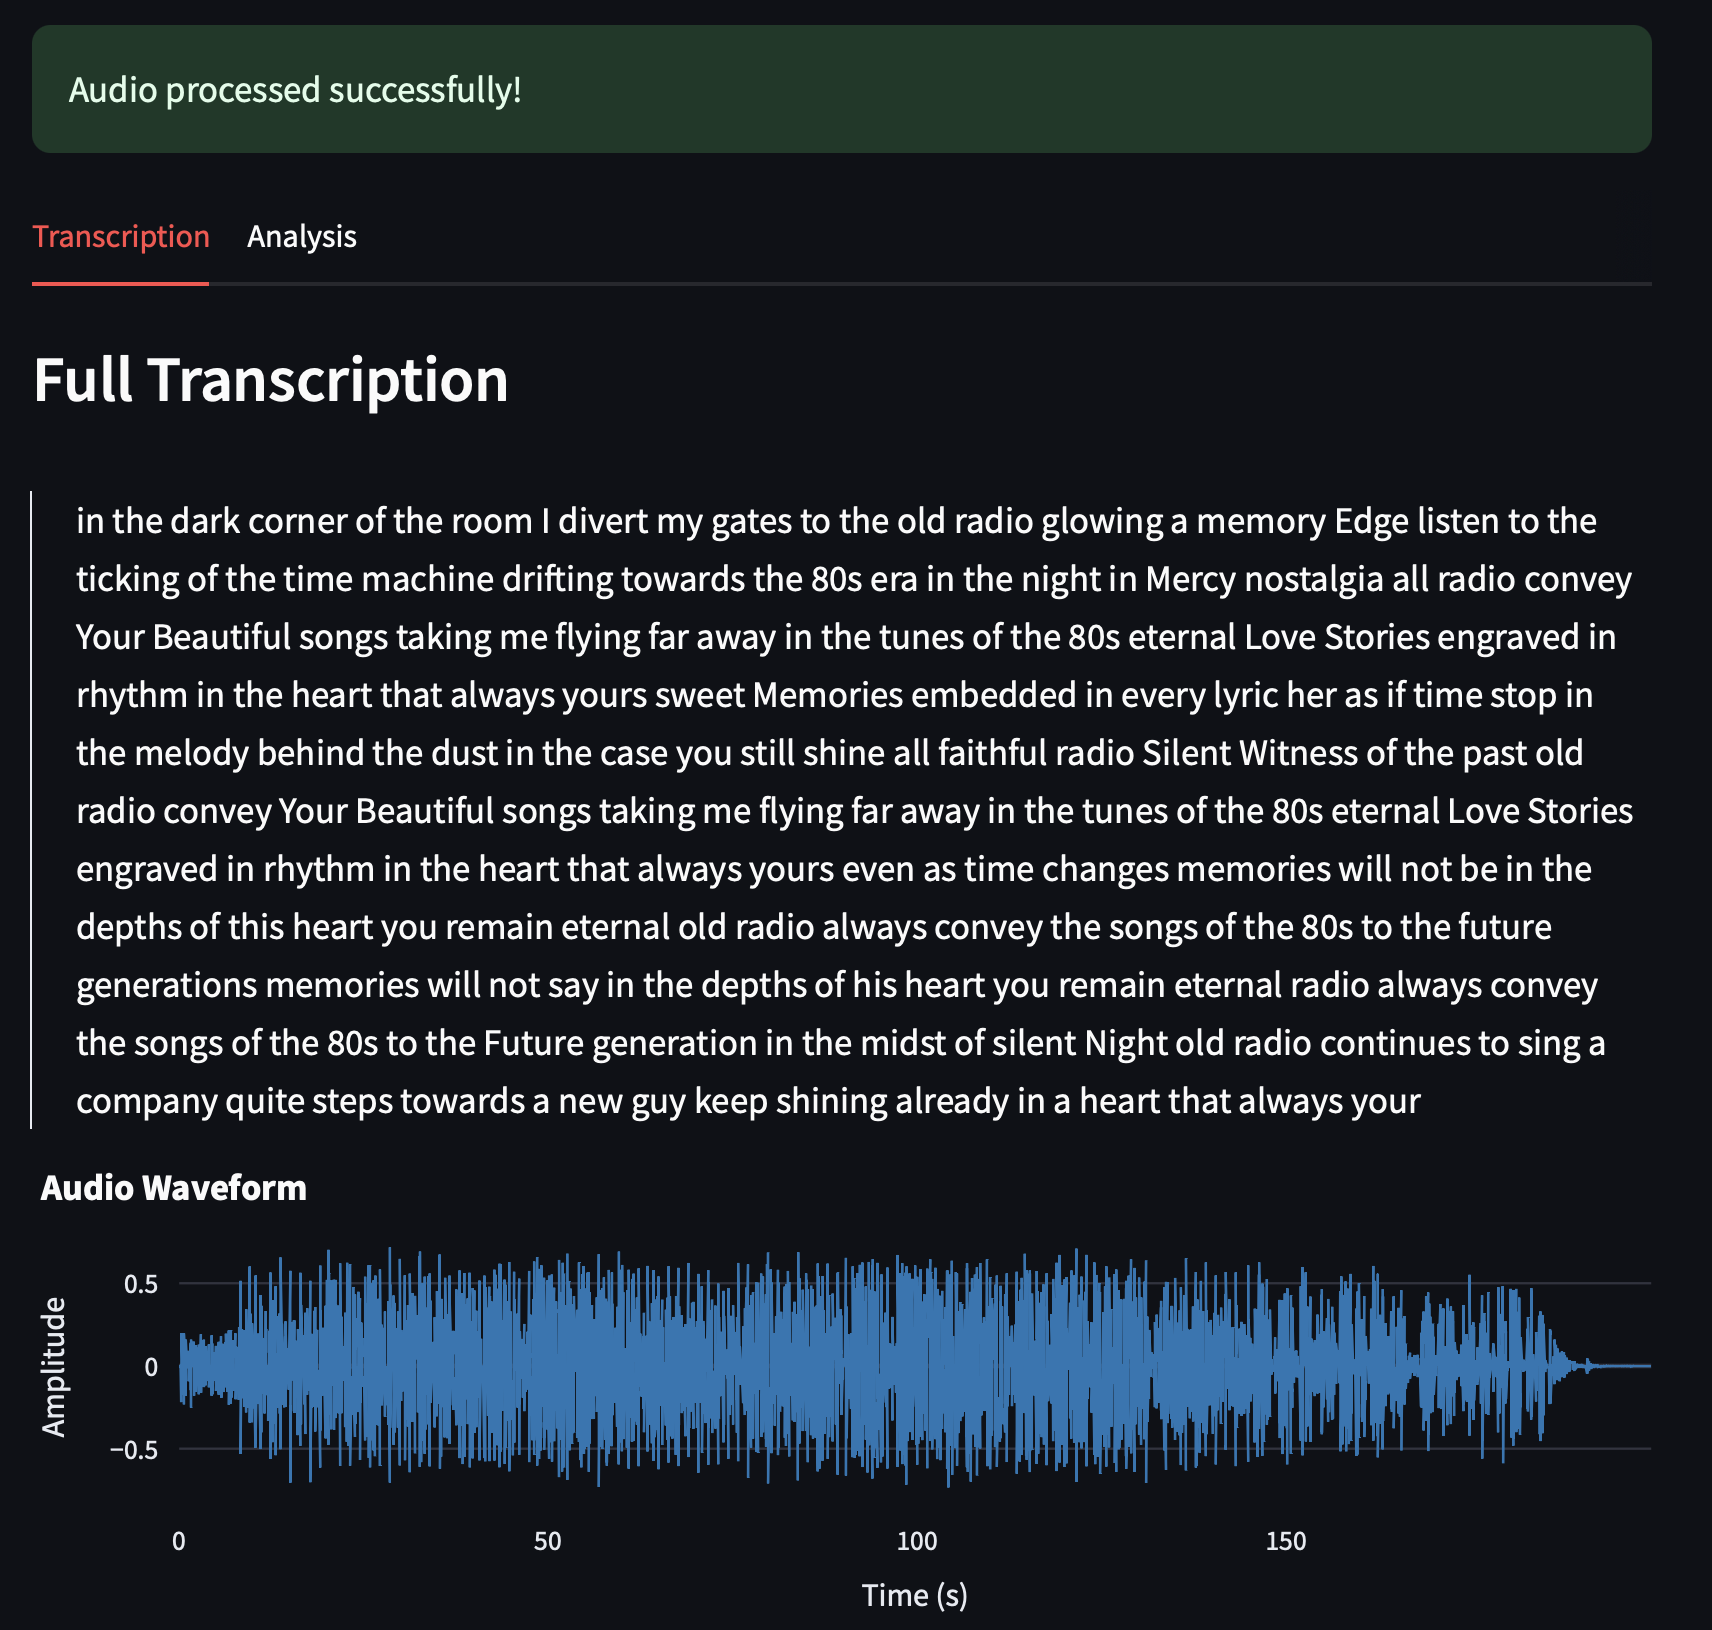 Audio processed successfully!
Transcription Analysis
Full Transcription
in the dark corner of the room I divert my gates to the old radio glowing a memory Edge listen to the
ticking of the time machine drifting towards the 80s era in the night in Mercy nostalgia all radio convey
Your Beautiful songs taking me flying far away in the tunes of the 80s eternal Love Stories engraved in
rhythm in the heart that always yours sweet Memories embedded in every lyric her as if time stop in
the melody behind the dust in the case you still shine all faithful radio Silent Witness of the past old
radio convey Your Beautiful songs taking me flying far away in the tunes of the 80s eternal Love Stories
engraved in rhythm in the heart that always yours even as time changes memories will not be in the
depths of this heart you remain eternal old radio always convey the songs of the 80s to the future
generations memories will not say in the depths of his heart you remain eternal radio always convey
the songs of the 80s to the Future generation in the midst of silent Night old radio continues to sing a
company quite steps towards a new guy keep shining already in a heart that always your
Audio Waveform
0.5
0
−0.5
Amplitude
0 50 100 150
Time (s)